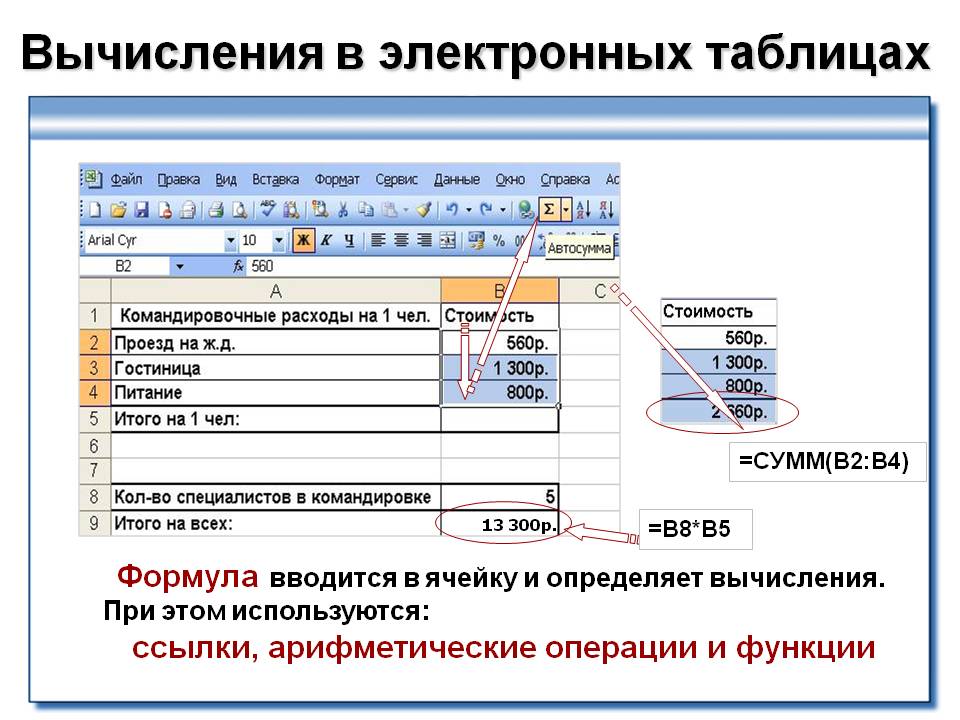 Вычисления в электронных таблицах
Файл Правка Вид Вставка Формат Сервис Данные Окно Справка
Arial Cyr 10 Ж К Ч
%
Автосумма
B2 fx 560
A B C
1 Командировочные расходы на 1 чел. Стоимость
2 Проезд на ж.д. 560р.
3 Гостиница 1 300р.
4 Питание 800р.
5 Итого на 1 чел:
6
7
8 Кол-во специалистов в командировке 5
9 Итого на всех: 13 300р.
Стоимость
560р.
1 300р.
800р.
2 660р.
=СУММ(B2:B4)
=B8*B5
Формула вводится в ячейку и определяет вычисления.
При этом используются:
ссылки, арифметические операции и функции